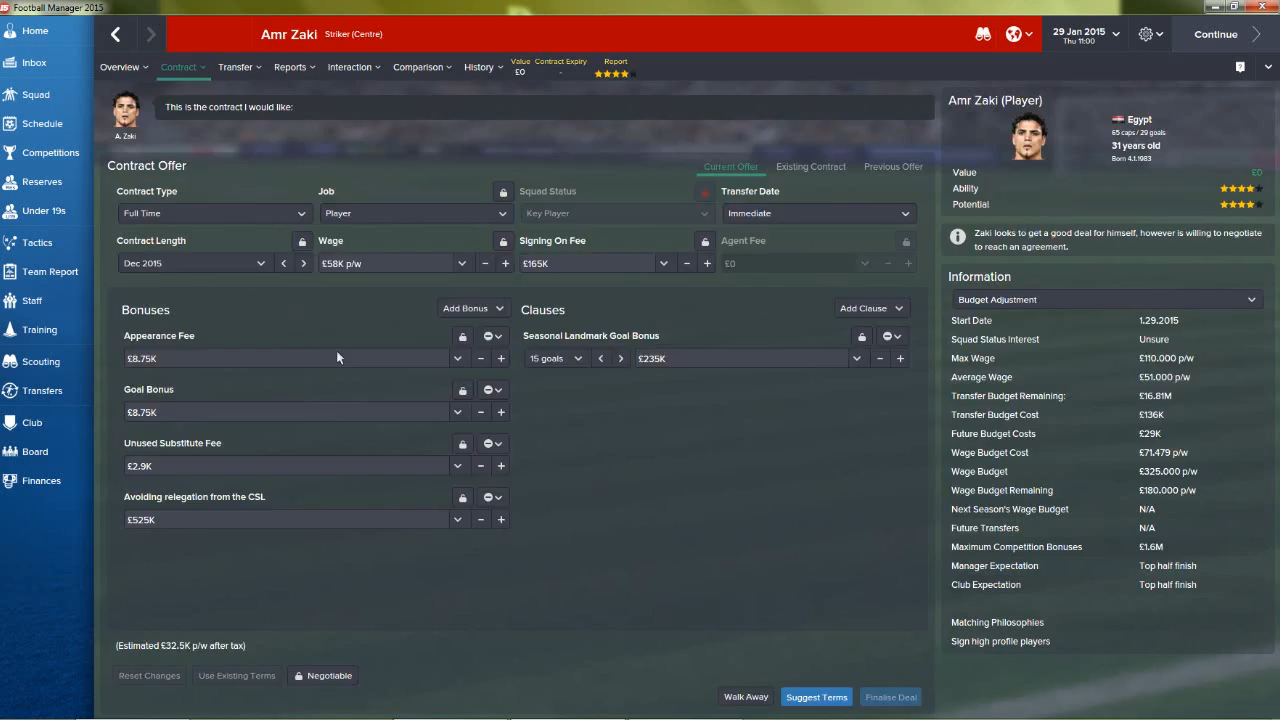 Football Manager 2015
Home
Inbox
Squad
Schedule
Competitions
Reserves
Under 19s
Tactics
Team Report
Staff
Training
Scouting
Transfers
Club
Board
Finances
Amr Zaki Striker (Centre)
29 Jan 2015
Thu 11:00
Continue
Overview Contract Transfer Reports Interaction Comparison History
Value £0
Contract Expiry -
Report
A. Zaki
This is the contract I would like:
Contract Offer
Current Offer Existing Contract Previous Offer
Contract Type Job Squad Status Transfer Date
Full Time Player Key Player Immediate
Contract Length Wage Signing On Fee Agent Fee
Dec 2015 £58K p/w £165K £0
Bonuses Add Bonus
Appearance Fee
£8.75K
Goal Bonus
£8.75K
Unused Substitute Fee
£2.9K
Avoiding relegation from the CSL
£525K
Clauses Add Clause
Seasonal Landmark Goal Bonus
15 goals £235K
(Estimated £32.5K p/w after tax)
Reset Changes Use Existing Terms Negotiable
Walk Away Suggest Terms Finalise Deal
Amr Zaki (Player)
Egypt
65 caps / 29 goals
31 years old
Born 4.1.1983
Value £0
Ability
Potential
Zaki looks to get a good deal for himself, however is willing to negotiate
to reach an agreement.
Information
Budget Adjustment
Start Date 1.29.2015
Squad Status Interest Unsure
Max Wage £110.000 p/w
Average Wage £51.000 p/w
Transfer Budget Remaining: £16.81M
Transfer Budget Cost £136K
Future Budget Costs £29K
Wage Budget Cost £71.479 p/w
Wage Budget £325.000 p/w
Wage Budget Remaining £180.000 p/w
Next Season's Wage Budget N/A
Future Transfers N/A
Maximum Competition Bonuses £1.6M
Manager Expectation Top half finish
Club Expectation Top half finish
Matching Philosophies
Sign high profile players